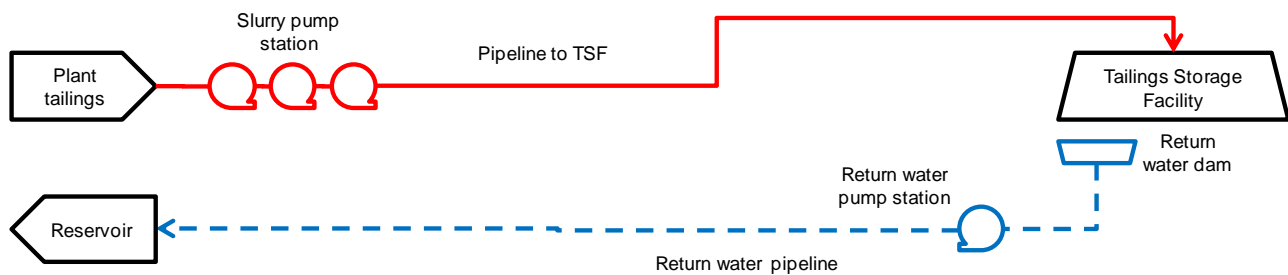 Slurry pump
station
Pipeline to TSF
Plant
tailings
Tailings Storage
Facility
Return
water dam
Return water
pump station
Reservoir
Return water pipeline